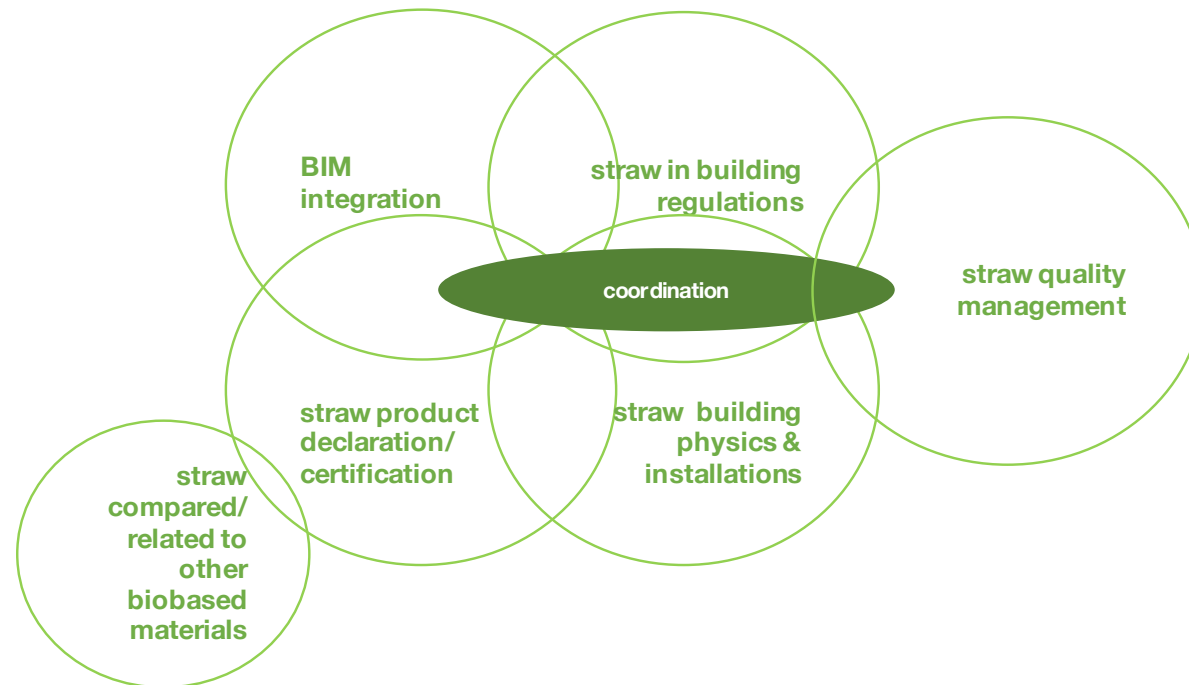 BIM
integration
straw in building
regulations
coordination
straw quality
management
straw product
declaration/
certification
straw building
physics &
installations
straw
compared/
related to
other
biobased
materials